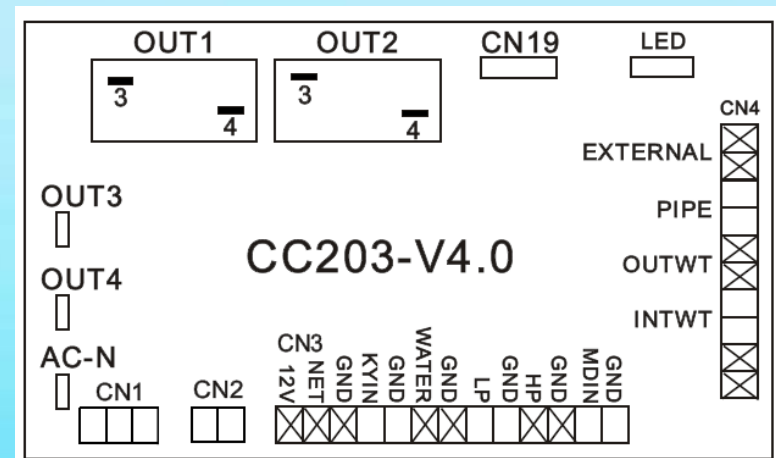 OUT1 OUT2 CN19 LED
3 3
4 4
CN4
EXTERNAL
PIPE
OUT3
CC203-V4.0
OUTWT
OUT4
INTWT
AC-N
CN1 CN2 CN3
12V
NET
GND
KYIN
GND
WATER
GND
LP
GND
HP
GND
MDIN
GND